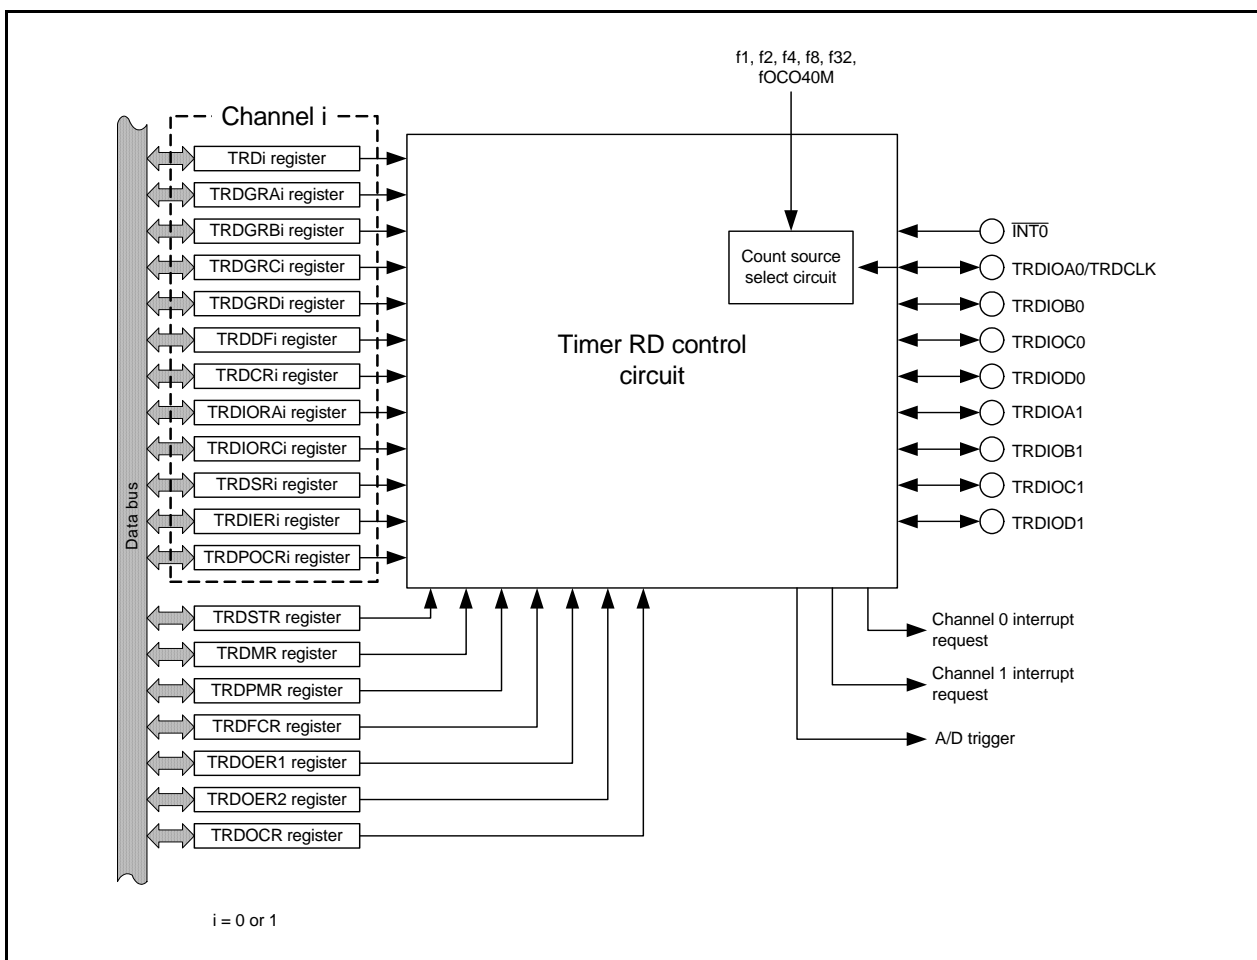 f1, f2, f4, f8, f32,
fOCO40M
Channel i
TRDi register
TRDGRAi register
TRDGRBi register
TRDGRCi register
TRDGRDi register
TRDDFi register
TRDCRi register
TRDIORAi register
TRDIORCi register
TRDSRi register
TRDIERi register
TRDPOCRi register
Data bus
TRDSTR register
TRDMR register
TRDPMR register
TRDFCR register
TRDOER1 register
TRDOER2 register
TRDOCR register
Count source
select circuit
Timer RD control
circuit
INT0
TRDIOA0/TRDCLK
TRDIOB0
TRDIOC0
TRDIOD0
TRDIOA1
TRDIOB1
TRDIOC1
TRDIOD1
Channel 0 interrupt
request
Channel 1 interrupt
request
A/D trigger
i = 0 or 1